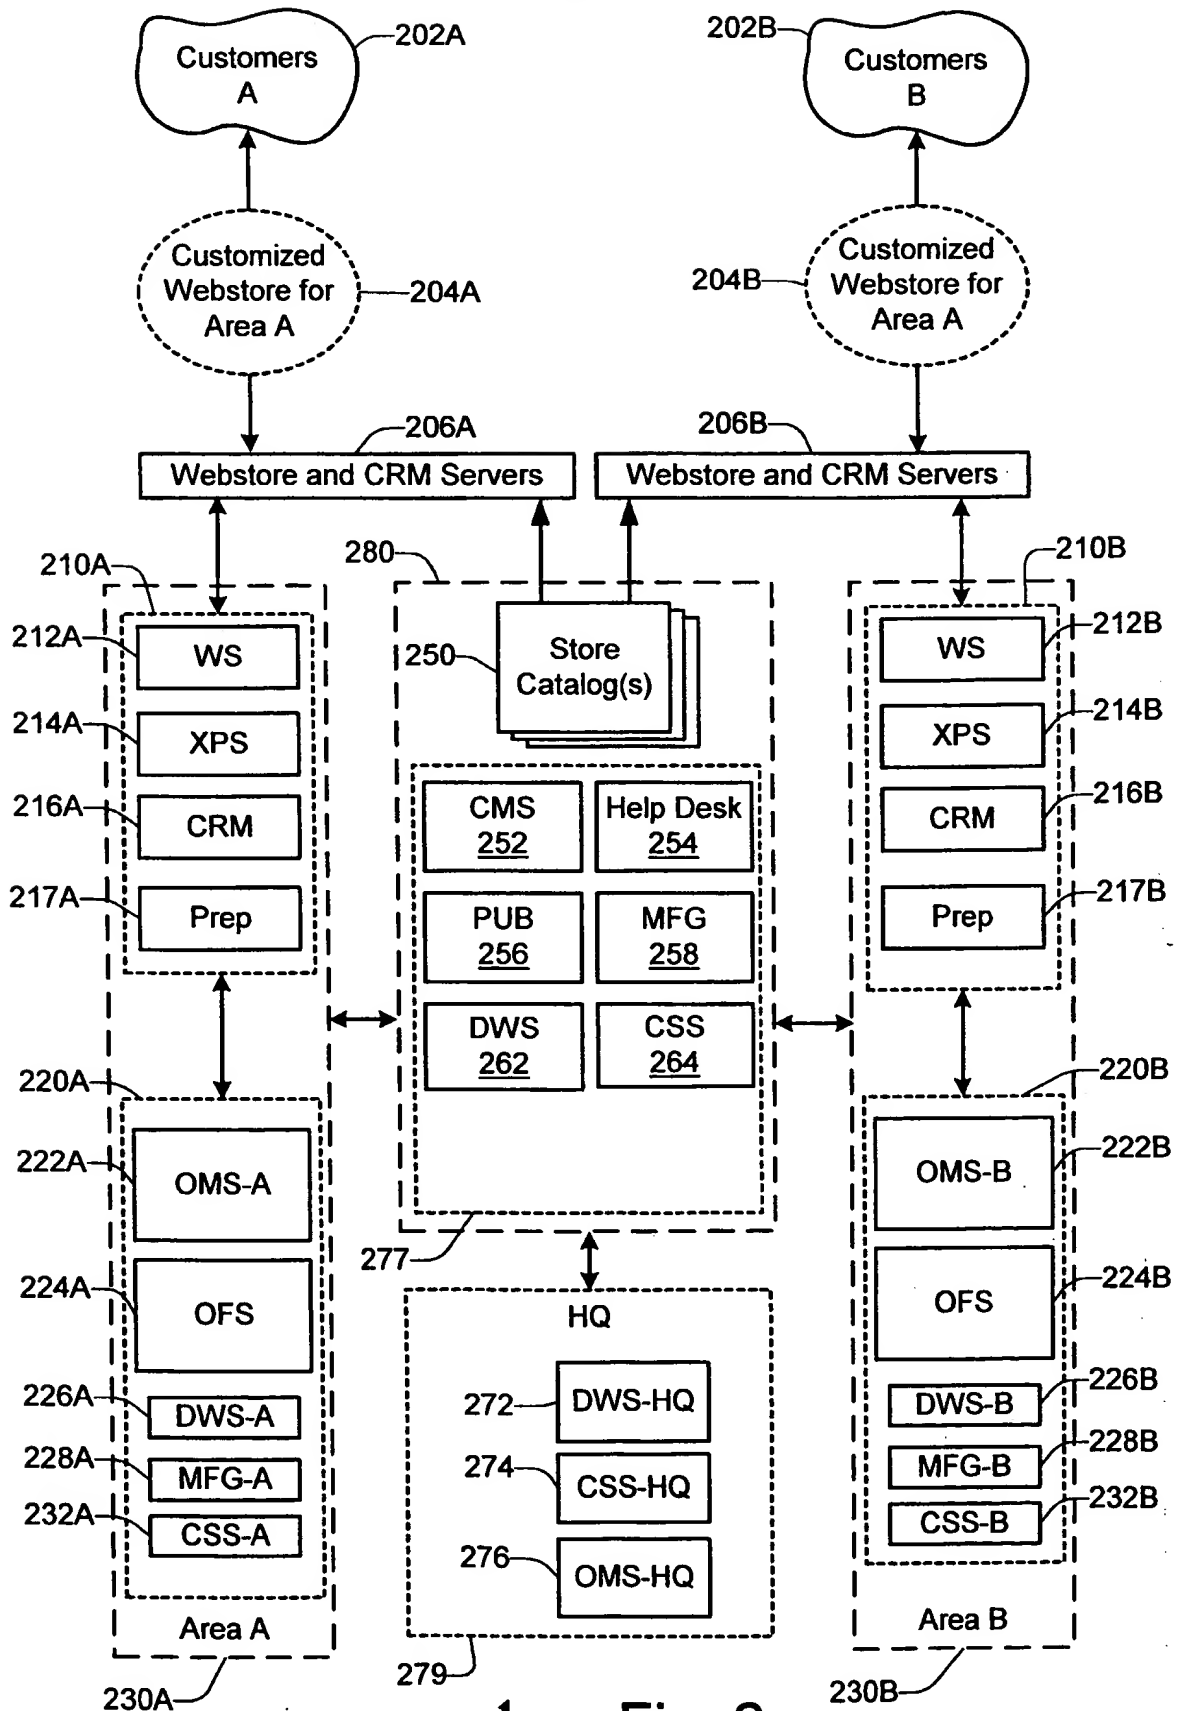 202A
Customers
A
202B
Customers
B
Customized
Webstore for
Area A
204A
204B
Customized
Webstore for
Area A
206A
206B
Webstore and CRM Servers
Webstore and CRM Servers
210A
280
210B
212A
WS
250
Store
Catalog(s)
WS
212B
214A
XPS
XPS
214B
216A
CRM
CMS
252
Help Desk
254
CRM
216B
217A
Prep
PUB
256
MFG
258
Prep
217B
DWS
262
CSS
264
220A
220B
222A
OMS-A
OMS-B
222B
277
224A
OFS
HQ
OFS
224B
226A
DWS-A
272
DWS-HQ
DWS-B
226B
228A
MFG-A
274
CSS-HQ
MFG-B
228B
232A
CSS-A
CSS-B
232B
276
OMS-HQ
Area A
Area B
279
230A
230B